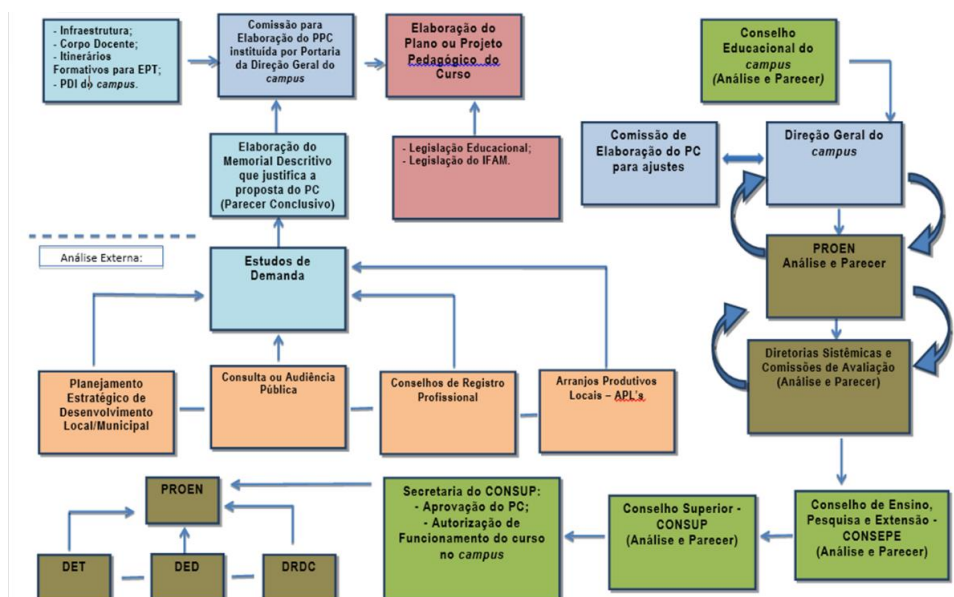 - Infraestrutura;
- Corpo Docente;
- Itinerários
Formativos para EPT;
- PDI do campus.
Comissão para
Elaboração do PPC
instituída por Portaria
da Direção Geral do
campus
Elaboração do
Plano ou Projeto
Pedagógico do
Curso
Conselho
Educacional do
campus
(Análise e Parecer)
Elaboração do
Memorial Descritivo
que justifica a
proposta do PC
(Parecer Conclusivo)
- Legislação Educacional;
- Legislação do IFAM.
Comissão de
Elaboração do PC
para ajustes
Direção Geral do
campus
Análise Externa:
Estudos de
Demanda
PROEN
Análise e Parecer
Diretorias Sistêmicas e
Comissões de Avaliação
(Análise e Parecer)
Planejamento
Estratégico de
Desenvolvimento
Local/Municipal
Consulta ou Audiência
Pública
Conselhos de Registro
Profissional
Arranjos Produtivos
Locais – APL's
PROEN
DET
DED
DRDC
Secretaria do CONSUP:
- Aprovação do PC;
- Autorização de
Funcionamento do curso
no campus
Conselho Superior -
CONSUP
(Análise e Parecer)
Conselho de Ensino,
Pesquisa e Extensão -
CONSEPE
(Análise e Parecer)